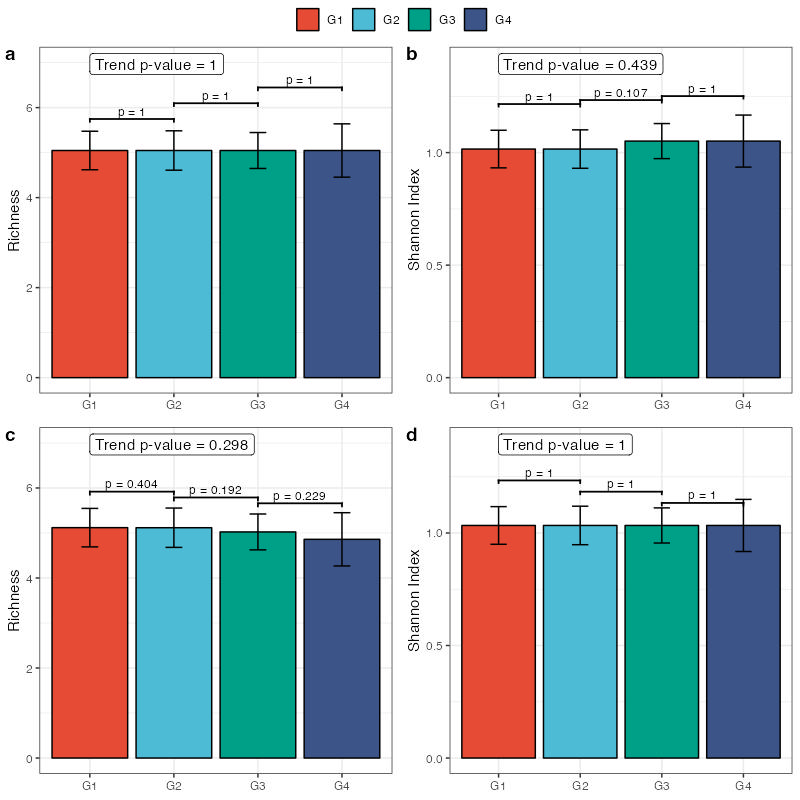 G1 G2 G3 G4
a
Trend p-value = 1
p = 1
p = 1
p = 1
Richness
6
4
2
0
G1 G2 G3 G4
b
Trend p-value = 0.439
p = 1
p = 0.107
p = 1
Shannon Index
1.0
0.5
0.0
G1 G2 G3 G4
c
Trend p-value = 0.298
p = 0.404
p = 0.192
p = 0.229
Richness
6
4
2
0
G1 G2 G3 G4
d
Trend p-value = 1
p = 1
p = 1
p = 1
Shannon Index
1.0
0.5
0.0
G1 G2 G3 G4